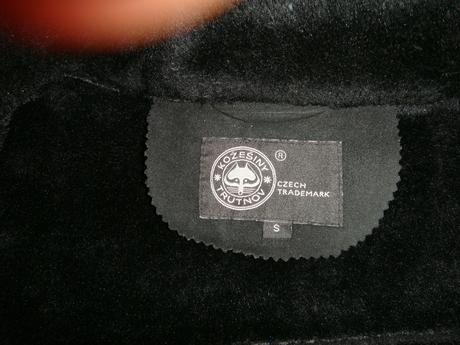 KOŽEŠINY
TRUTNOV
®
CZECH
TRADEMARK
S